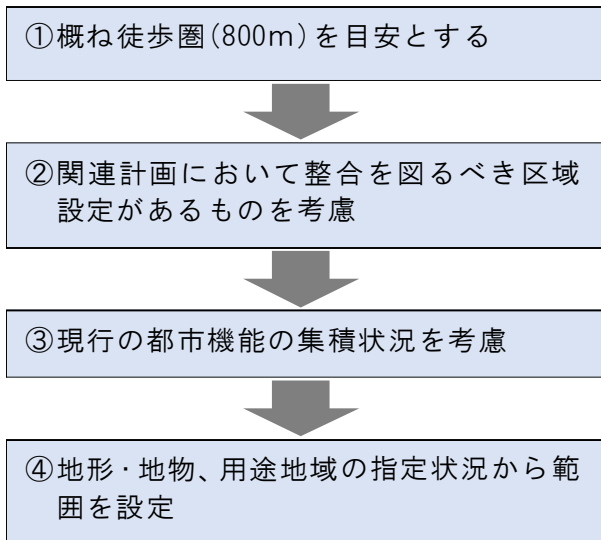 ①概ね徒歩圏(800m)を目安とする
②関連計画において整合を図るべき区域
設定があるものを考慮
③現行の都市機能の集積状況を考慮
④地形・地物、用途地域の指定状況から範
囲を設定